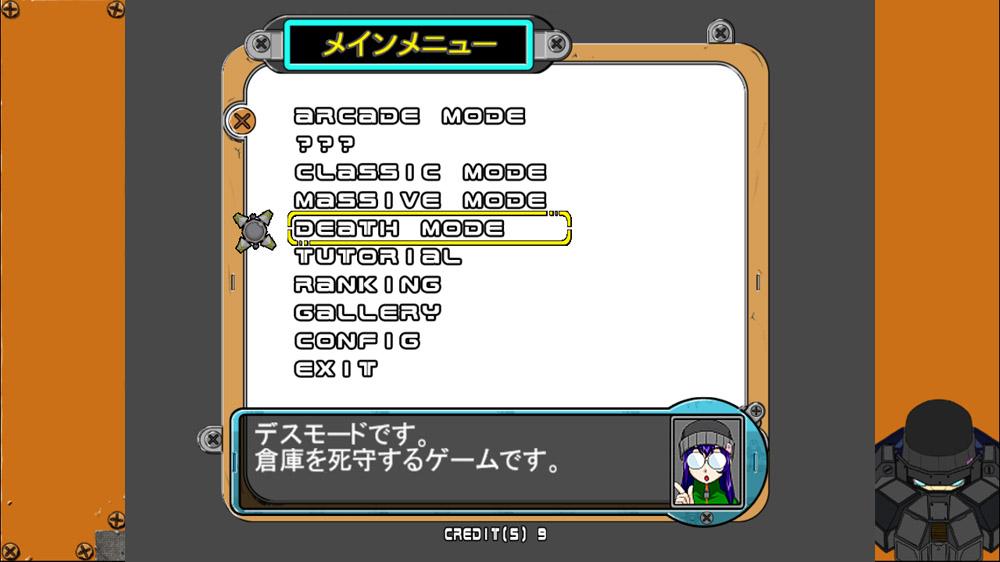 メインメニュー
ARCADE MODE
???
CLASSIC MODE
MASSIVE MODE
DEATH MODE
TUTORIAL
RANKING
GALLERY
CONFIG
EXIT
デスモードです。
倉庫を死守するゲームです。
CREDIT(S) 9